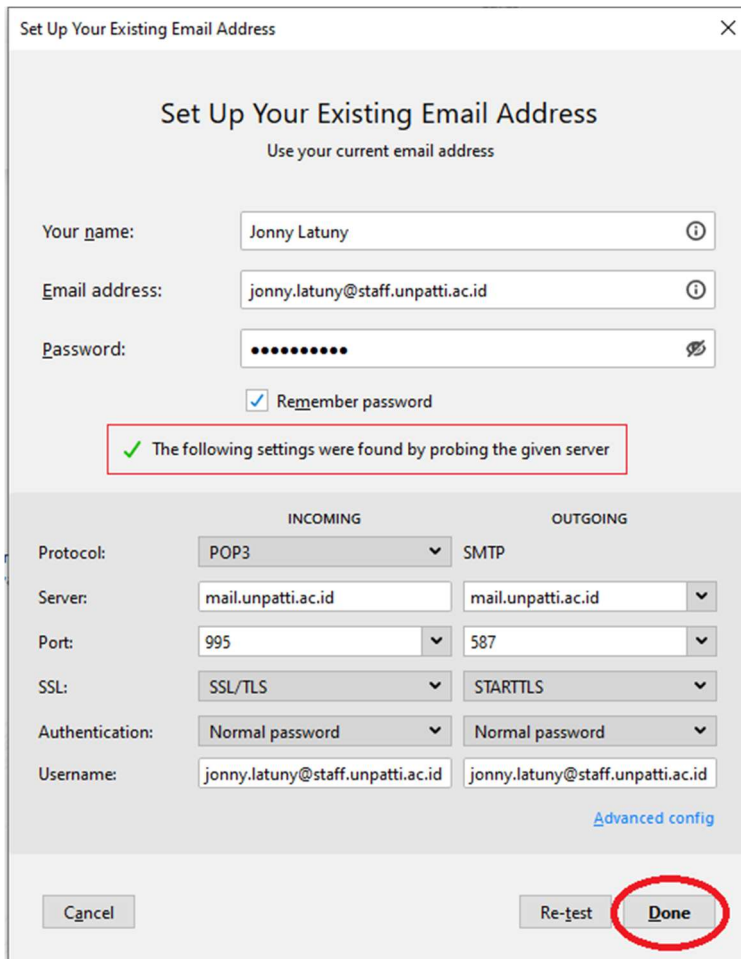 Set Up Your Existing Email Address
Set Up Your Existing Email Address
Use your current email address
Your name: Jonny Latuny
Email address: jonny.latuny@staff.unpatti.ac.id
Password: ●●●●●●●●●●
Remember password
The following settings were found by probing the given server
INCOMING OUTGOING
Protocol: POP3 SMTP
Server: mail.unpatti.ac.id mail.unpatti.ac.id
Port: 995 587
SSL: SSL/TLS STARTTLS
Authentication: Normal password Normal password
Username: jonny.latuny@staff.unpatti.ac.id jonny.latuny@staff.unpatti.ac.id
Advanced config
Cancel Re-test Done